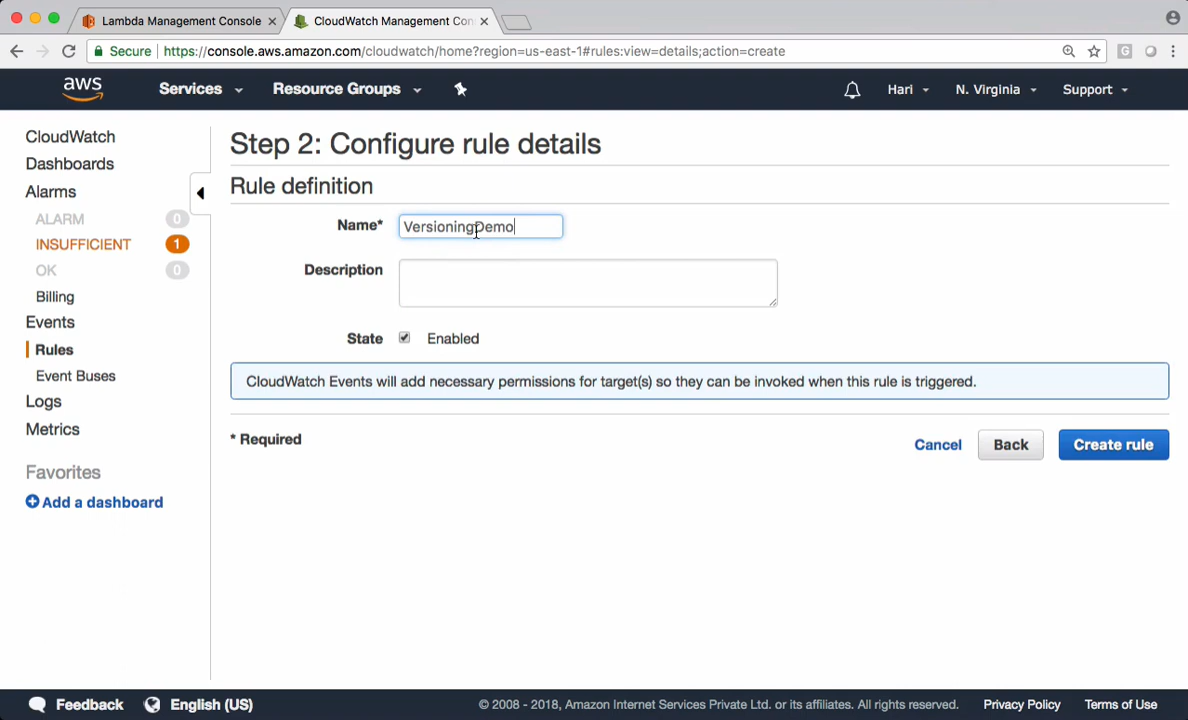 Lambda Management Console
CloudWatch Management Con
Secure https://console.aws.amazon.com/cloudwatch/home?region=us-east-1#rules:view=details;action=create
G
aws Services Resource Groups Hari N. Virginia Support
CloudWatch
Dashboards
Alarms
ALARM 0
INSUFFICIENT 1
OK 0
Billing
Events
Rules
Event Buses
Logs
Metrics
Favorites
Add a dashboard
Step 2: Configure rule details
Rule definition
Name* VersioningDemo
Description
State Enabled
CloudWatch Events will add necessary permissions for target(s) so they can be invoked when this rule is triggered.
* Required
Cancel Back Create rule
Feedback English (US) © 2008 - 2018, Amazon Internet Services Private Ltd. or its affiliates. All rights reserved. Privacy Policy Terms of Use